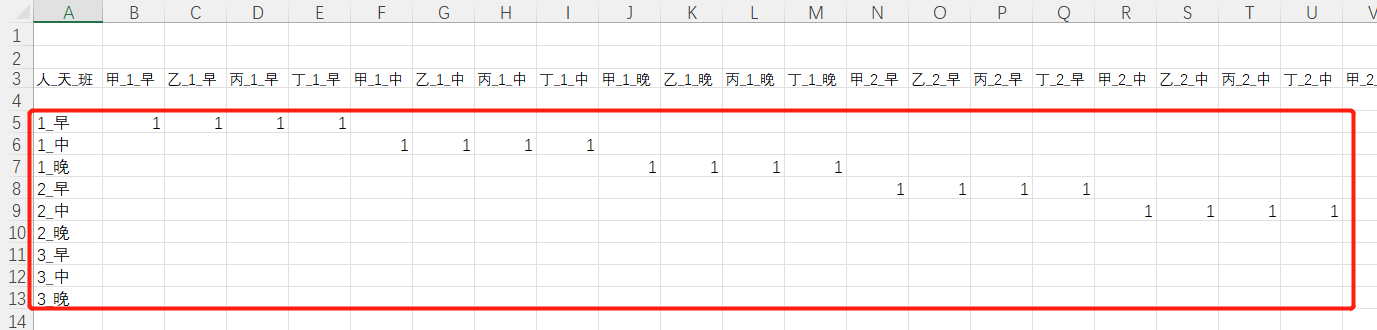 A B C D E F G H I J K L M N O P Q R S T U V
1
2
3 人_天_班 甲_1_早 乙_1_早 丙_1_早 丁_1_早 甲_1_中 乙_1_中 丙_1_中 丁_1_中 甲_1_晚 乙_1_晚 丙_1_晚 丁_1_晚 甲_2_早 乙_2_早 丙_2_早 丁_2_早 甲_2_中 乙_2_中 丙_2_中 丁_2_中 甲_2_
4
5 1_早 1 1 1 1
6 1_中 1 1 1 1
7 1_晚 1 1 1 1
8 2_早 1 1 1 1
9 2_中 1 1 1 1
10 2_晚
11 3_早
12 3_中
13 3_晚
14